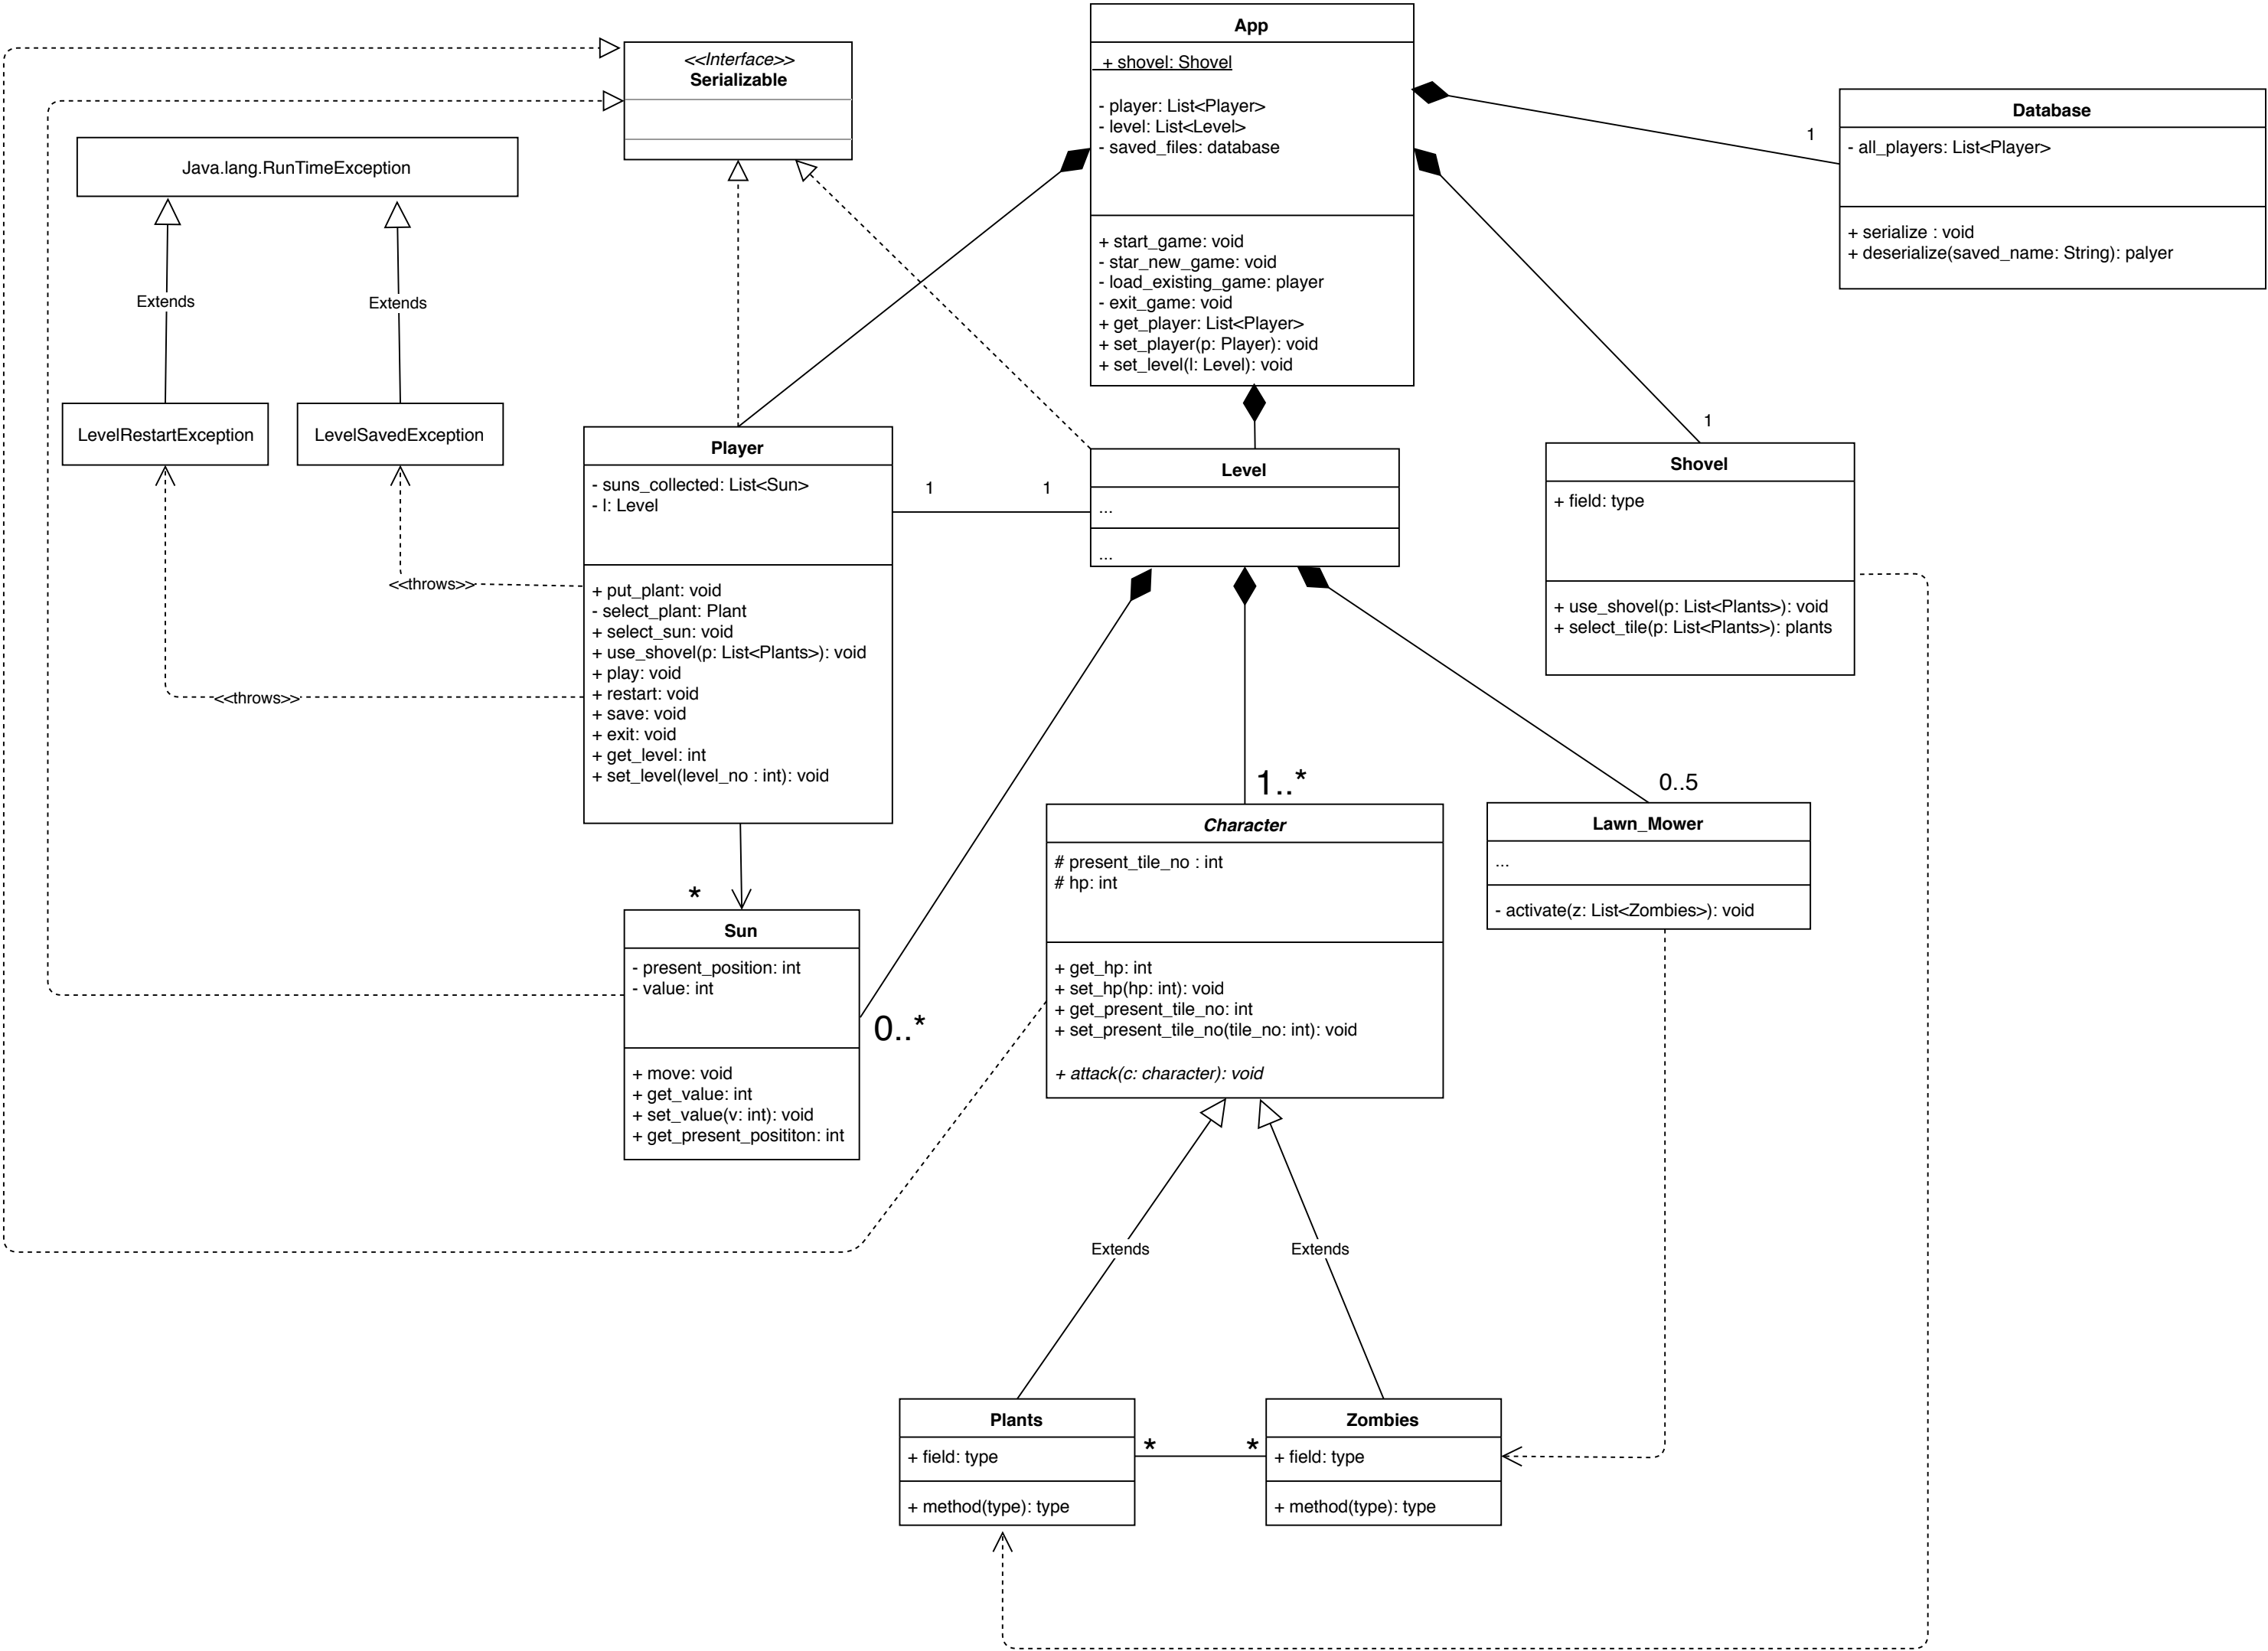 App
+ shovel: Shovel
- player: List<Player>
- level: List<Level>
- saved_files: database
+ start_game: void
- star_new_game: void
- load_existing_game: player
- exit_game: void
+ get_player: List<Player>
+ set_player(p: Player): void
+ set_level(l: Level): void
<<Interface>>
Serializable
Database
- all_players: List<Player>
+ serialize : void
+ deserialize(saved_name: String): palyer
1
Java.lang.RunTimeException
Extends
Extends
LevelRestartException
LevelSavedException
<<throws>>
<<throws>>
Player
- suns_collected: List<Sun>
- l: Level
+ put_plant: void
- select_plant: Plant
+ select_sun: void
+ use_shovel(p: List<Plants>): void
+ play: void
+ restart: void
+ save: void
+ exit: void
+ get_level: int
+ set_level(level_no : int): void
1
1
Level
...
...
1
Shovel
+ field: type
+ use_shovel(p: List<Plants>): void
+ select_tile(p: List<Plants>): plants
*
Sun
- present_position: int
- value: int
+ move: void
+ get_value: int
+ set_value(v: int): void
+ get_present_posititon: int
0..*
1..*
Character
# present_tile_no : int
# hp: int
+ get_hp: int
+ set_hp(hp: int): void
+ get_present_tile_no: int
+ set_present_tile_no(tile_no: int): void
+ attack(c: character): void
0..5
Lawn_Mower
...
- activate(z: List<Zombies>): void
Extends
Extends
Plants
+ field: type
+ method(type): type
*
*
Zombies
+ field: type
+ method(type): type